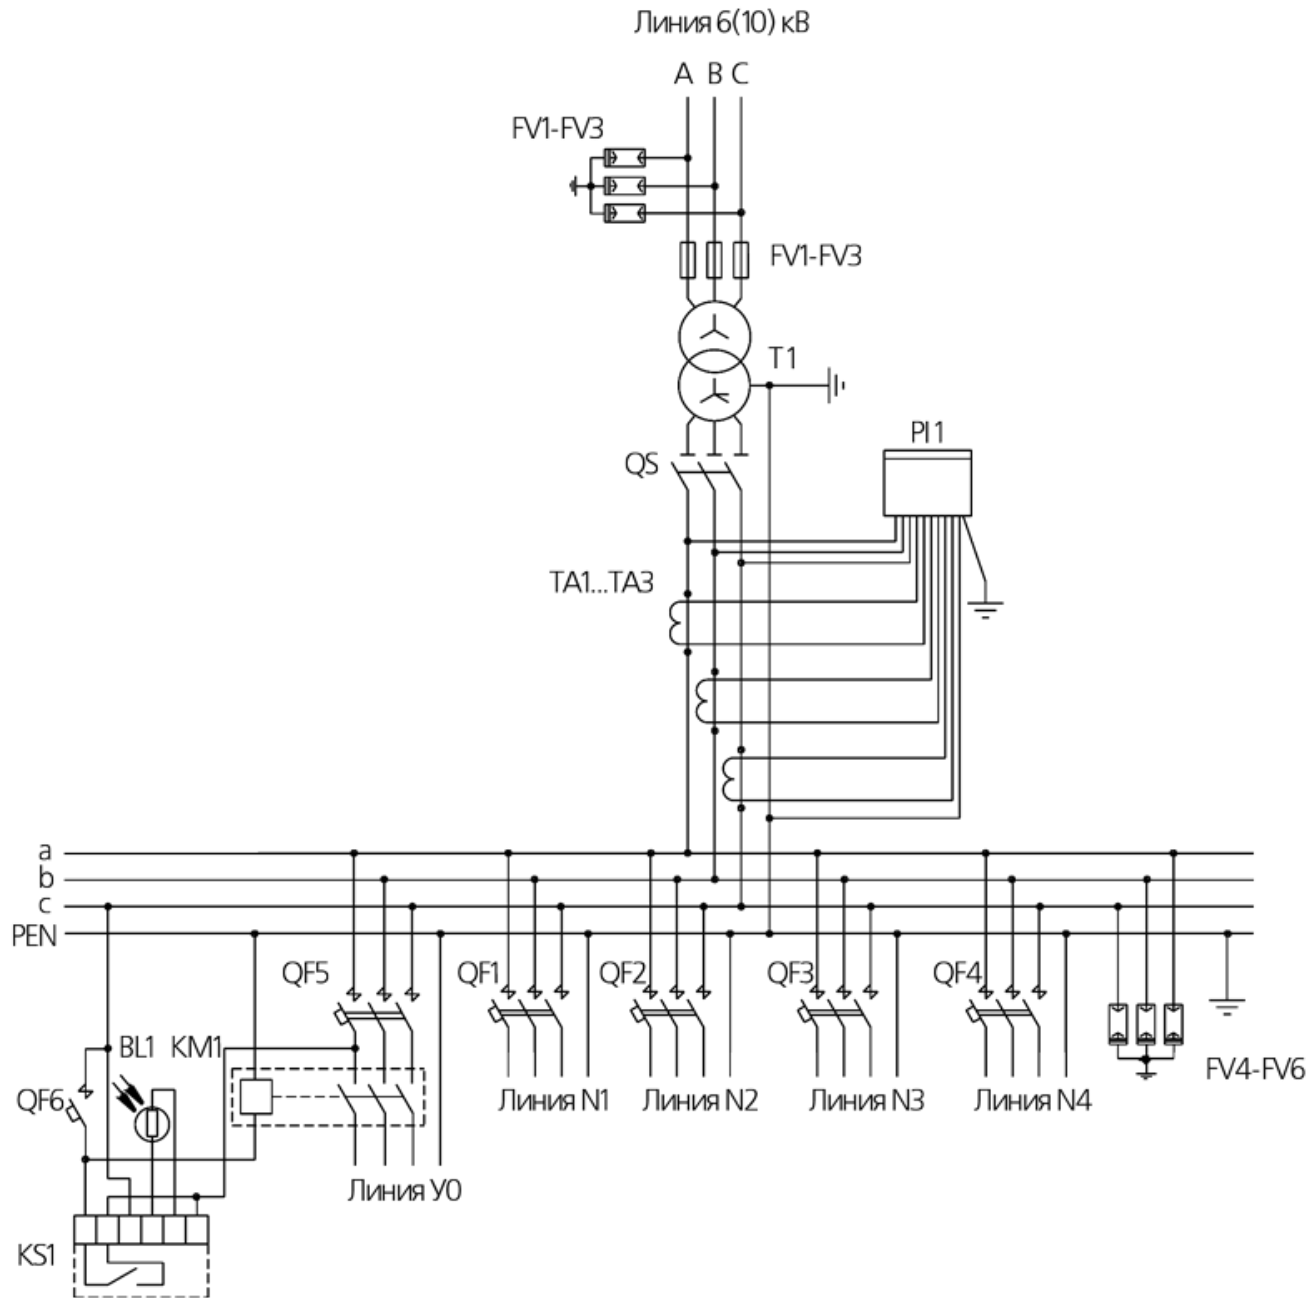 Линия 6(10) кВ
A B C
FV1-FV3
FV1-FV3
T1
PI1
QS
TA1...TA3
a
b
c
PEN
QF5 QF1 QF2 QF3 QF4
BL1 KM1
QF6
FV4-FV6
Линия N1 Линия N2 Линия N3 Линия N4
Линия УО
KS1